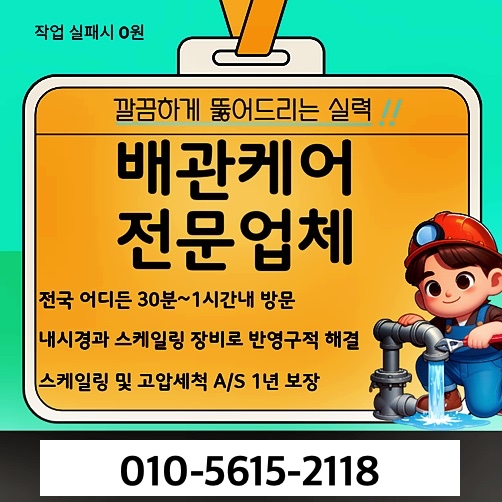 작업 실패시 0원
깔끔하게 뚫어드리는 실력!!
배관케어
전문업체
전국 어디든 30분~1시간내 방문
내시경과 스케일링 장비로 반영구적 해결
스케일링 및 고압세척 A/S 1년 보장
010-5615-2118